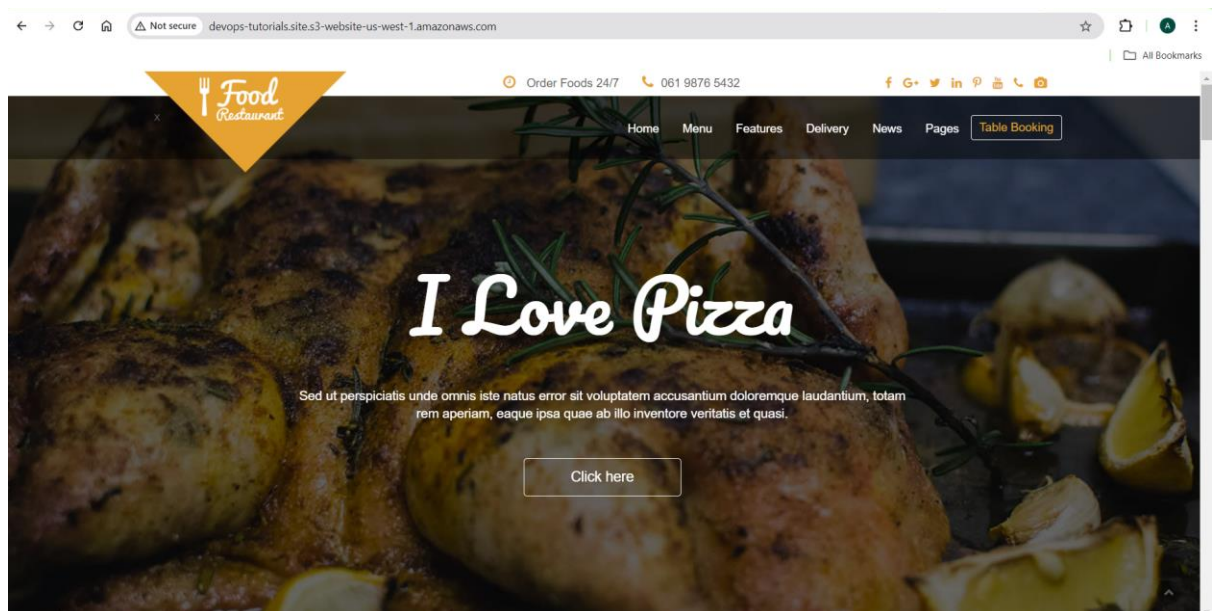 Not secure
devops-tutorials.site.s3-website-us-west-1.amazonaws.com
A
All Bookmarks
Food
Restaurant
Order Foods 24/7
061 9876 5432
f G+ in
x
Home Menu Features Delivery News Pages Table Booking
I Love Pizza
Sed ut perspiciatis unde omnis iste natus error sit voluptatem accusantium doloremque laudantium, totam
rem aperiam, eaque ipsa quae ab illo inventore veritatis et quasi.
Click here